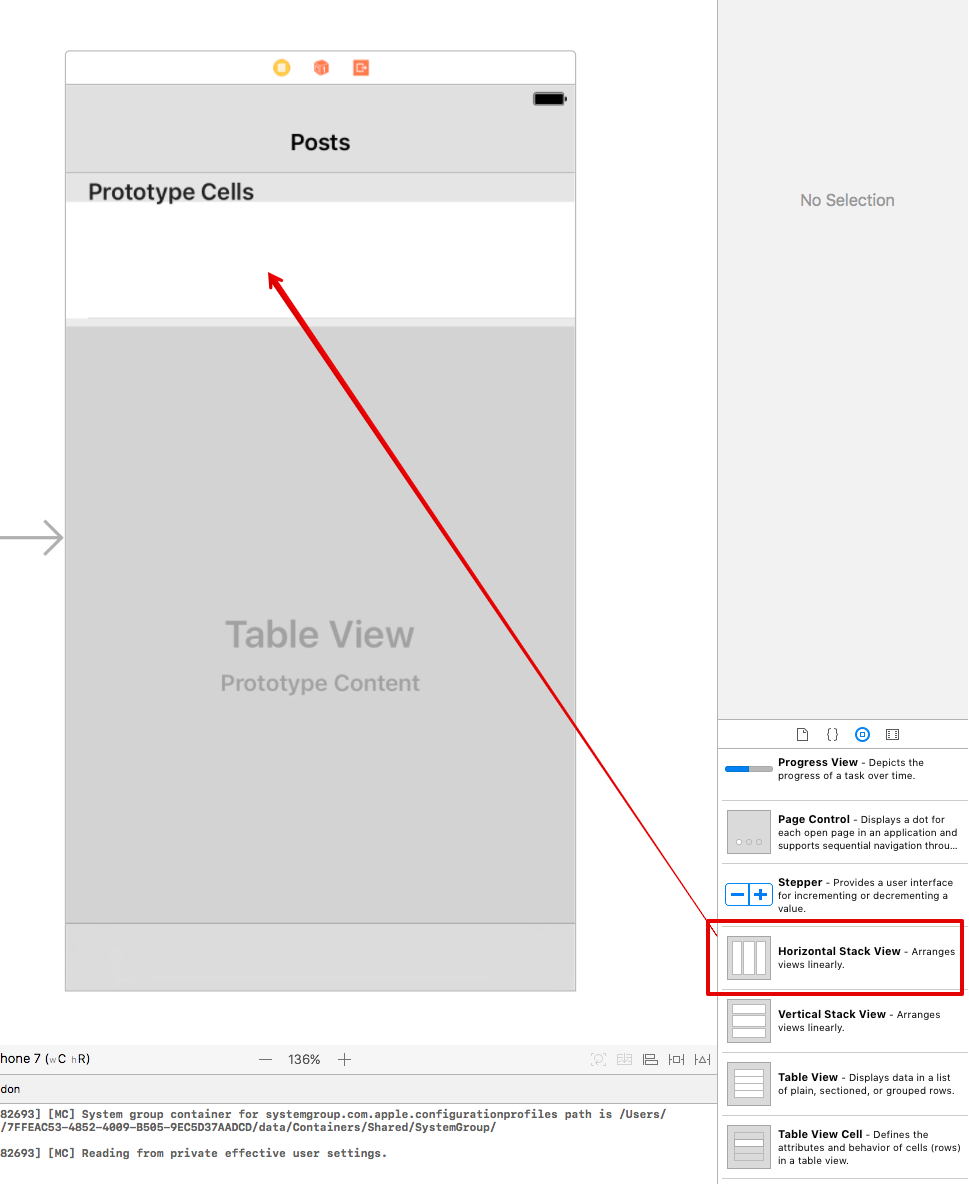 Posts
Prototype Cells
No Selection
Table View
Prototype Content
Progress View - Depicts the
progress of a task over time.
Page Control - Displays a dot for
each open page in an application and
supports sequential navigation throu...
Stepper - Provides a user interface
for incrementing or decrementing a
value.
Horizontal Stack View - Arranges
views linearly.
Vertical Stack View - Arranges
views linearly.
Table View - Displays data in a list
of plain, sectioned, or grouped rows.
Table View Cell - Defines the
attributes and behavior of cells (rows)
in a table view.
hone 7 (wC hR)
136%
don
82693] [MC] System group container for systemgroup.com.apple.configurationprofiles path is /Users/
/7FFEAC53-4852-4009-B505-9EC5D37AADCD/data/Containers/Shared/SystemGroup/
82693] [MC] Reading from private effective user settings.